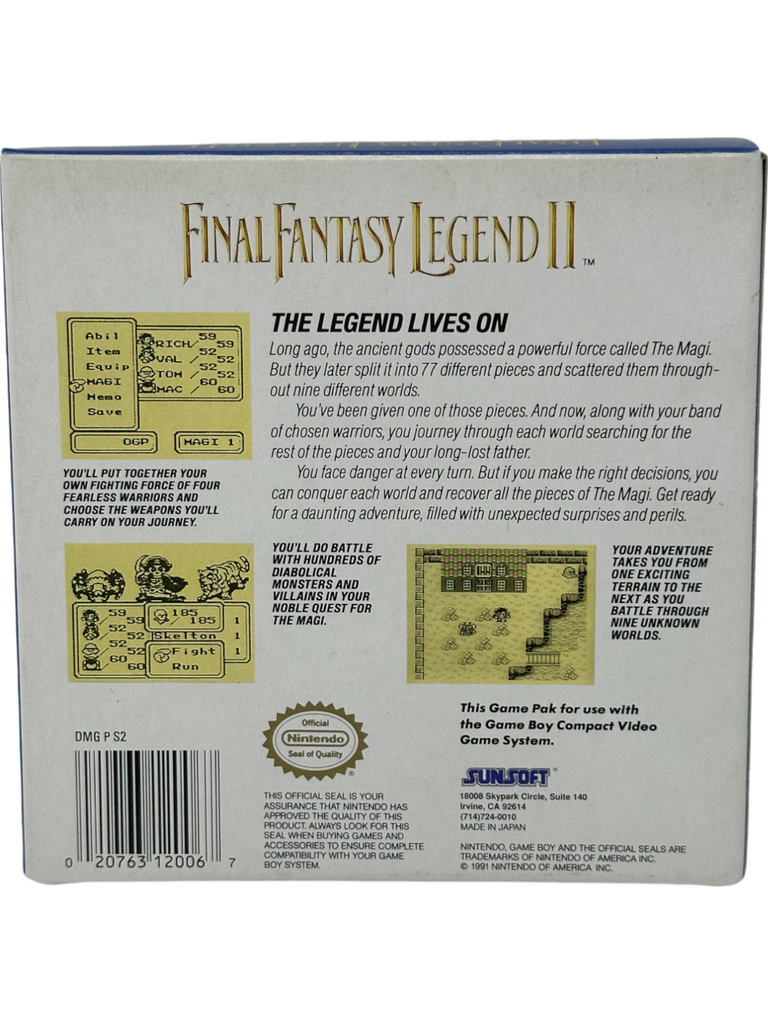 FINAL FANTASY LEGEND II™
THE LEGEND LIVES ON
Long ago, the ancient gods possessed a powerful force called The Magi.
But they later split it into 77 different pieces and scattered them through-
out nine different worlds.
You've been given one of those pieces. And now, along with your band
of chosen warriors, you journey through each world searching for the
rest of the pieces and your long-lost father.
You face danger at every turn. But if you make the right decisions, you
can conquer each world and recover all the pieces of The Magi. Get ready
for a daunting adventure, filled with unexpected surprises and perils.
Abil
Item
Equip
MAGI
Memo
Save
RICH 59/ 59
VAL 52/ 52
TOM 52/ 52
MAC 60/ 60
0GP
MAGI 1
YOU'LL PUT TOGETHER YOUR
OWN FIGHTING FORCE OF FOUR
FEARLESS WARRIORS AND
CHOOSE THE WEAPONS YOU'LL
CARRY ON YOUR JOURNEY.
59
59
52
52
52
52
60
60
185
/ 185
Skelton
Fight
Run
1
1
1
YOU'LL DO BATTLE
WITH HUNDREDS OF
DIABOLICAL
MONSTERS AND
VILLAINS IN YOUR
NOBLE QUEST FOR
THE MAGI.
YOUR ADVENTURE
TAKES YOU FROM
ONE EXCITING
TERRAIN TO THE
NEXT AS YOU
BATTLE THROUGH
NINE UNKNOWN
WORLDS.
DMG P S2
0 20763 12006 7
Official
Nintendo
Seal of Quality
®
THIS OFFICIAL SEAL IS YOUR
ASSURANCE THAT NINTENDO HAS
APPROVED THE QUALITY OF THIS
PRODUCT. ALWAYS LOOK FOR THIS
SEAL WHEN BUYING GAMES AND
ACCESSORIES TO ENSURE COMPLETE
COMPATIBILITY WITH YOUR GAME
BOY SYSTEM.
This Game Pak for use with
the Game Boy Compact Video
Game System.
SUNSOFT®
18008 Skypark Circle, Suite 140
Irvine, CA 92614
(714)724-0010
MADE IN JAPAN
NINTENDO, GAME BOY AND THE OFFICIAL SEALS ARE
TRADEMARKS OF NINTENDO OF AMERICA INC.
© 1991 NINTENDO OF AMERICA INC.